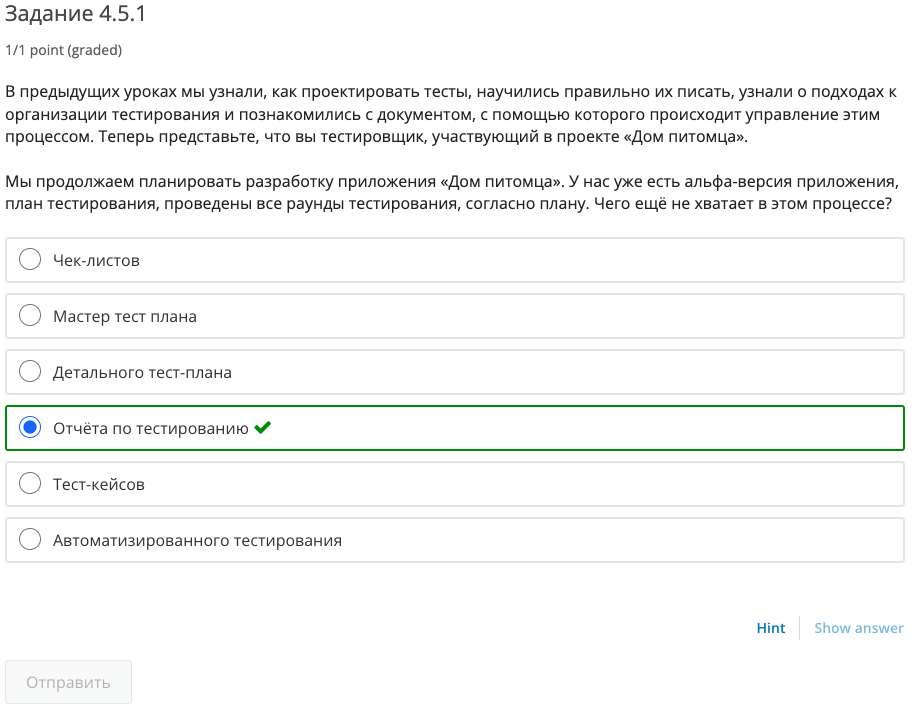 Задание 4.5.1
1/1 point (graded)
В предыдущих уроках мы узнали, как проектировать тесты, научились правильно их писать, узнали о подходах к
организации тестирования и познакомились с документом, с помощью которого происходит управление этим
процессом. Теперь представьте, что вы тестировщик, участвующий в проекте «Дом питомца».
Мы продолжаем планировать разработку приложения «Дом питомца». У нас уже есть альфа-версия приложения,
план тестирования, проведены все раунды тестирования, согласно плану. Чего ещё не хватает в этом процессе?
Чек-листов
Мастер тест плана
Детального тест-плана
Отчёта по тестированию
Тест-кейсов
Автоматизированного тестирования
Hint
Show answer
Отправить